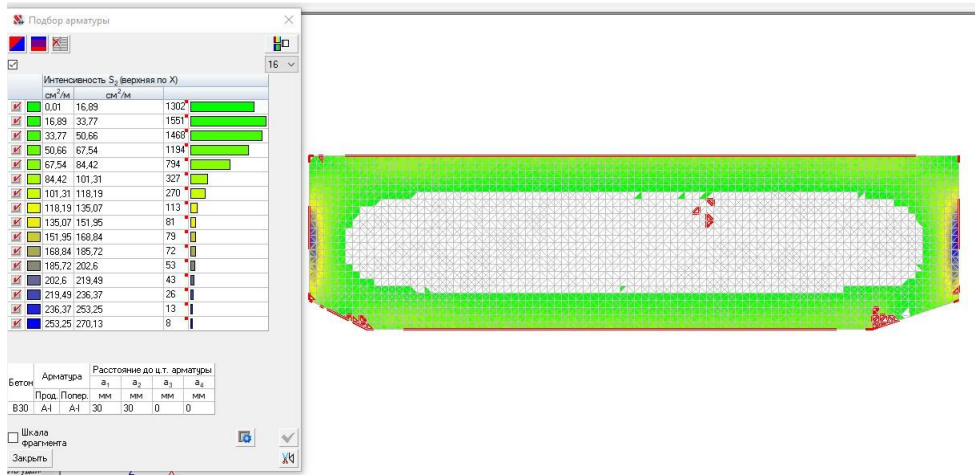 Подбор арматуры
16
Интенсивность S2 (верхняя по X)
см2/м см2/м
0,01 16,89 1302
16,89 33,77 1551
33,77 50,66 1468
50,66 67,54 1194
67,54 84,42 794
84,42 101,31 327
101,31 118,19 270
118,19 135,07 113
135,07 151,95 81
151,95 168,84 79
168,84 185,72 72
185,72 202,6 53
202,6 219,49 43
219,49 236,37 26
236,37 253,25 13
253,25 270,13 8
Бетон Арматура Расстояние до ц.т. арматуры
a1 a2 a3 a4
Прод. Попер. мм мм мм мм
B30 A-I A-I 30 30 0 0
Шкала
фрагмента
Закрыть